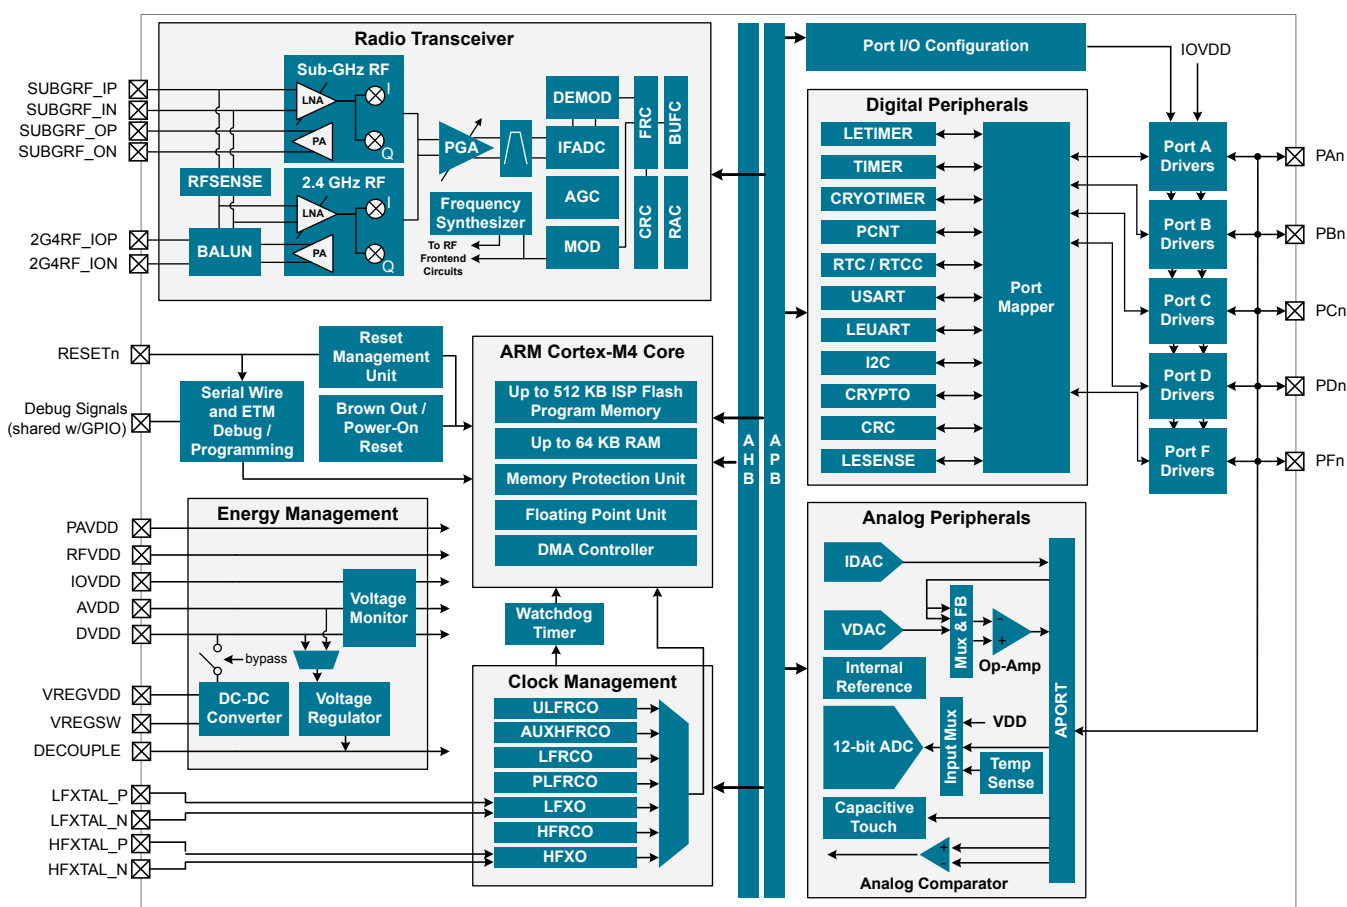 Radio Transceiver
SUBGRF_IP
SUBGRF_IN
SUBGRF_OP
SUBGRF_ON
2G4RF_IOP
2G4RF_ION
Sub-GHz RF
LNA
I
PA
Q
RFSENSE
BALUN
2.4 GHz RF
LNA
I
PA
Q
PGA
Frequency
Synthesizer
To RF
Frontend
Circuits
DEMOD
IFADC
AGC
MOD
FRC
BUFC
CRC
RAC
RESETn
Debug Signals
(shared w/GPIO)
Reset
Management
Unit
Serial Wire
and ETM
Debug /
Programming
Brown Out /
Power-On
Reset
ARM Cortex-M4 Core
Up to 512 KB ISP Flash
Program Memory
Up to 64 KB RAM
Memory Protection Unit
Floating Point Unit
DMA Controller
Watchdog
Timer
Energy Management
PAVDD
RFVDD
IOVDD
AVDD
DVDD
VREGVDD
VREGSW
DECOUPLE
Voltage
Monitor
bypass
DC-DC
Converter
Voltage
Regulator
Clock Management
ULFRCO
AUXHFRCO
LFRCO
PLFRCO
LFXO
HFRCO
HFXO
LFXTAL_P
LFXTAL_N
HFXTAL_P
HFXTAL_N
AHB
APB
Port I/O Configuration
IOVDD
Digital Peripherals
LETIMER
TIMER
CRYOTIMER
PCNT
RTC / RTCC
USART
LEUART
I2C
CRYPTO
CRC
LESENSE
Port
Mapper
Port A
Drivers
Port B
Drivers
Port C
Drivers
Port D
Drivers
Port F
Drivers
PAn
PBn
PCn
PDn
PFn
Analog Peripherals
IDAC
VDAC
Mux & FB
-
+
Op-Amp
Internal
Reference
12-bit ADC
Input Mux
VDD
Temp
Sense
Capacitive
Touch
+
-
Analog Comparator
APORT